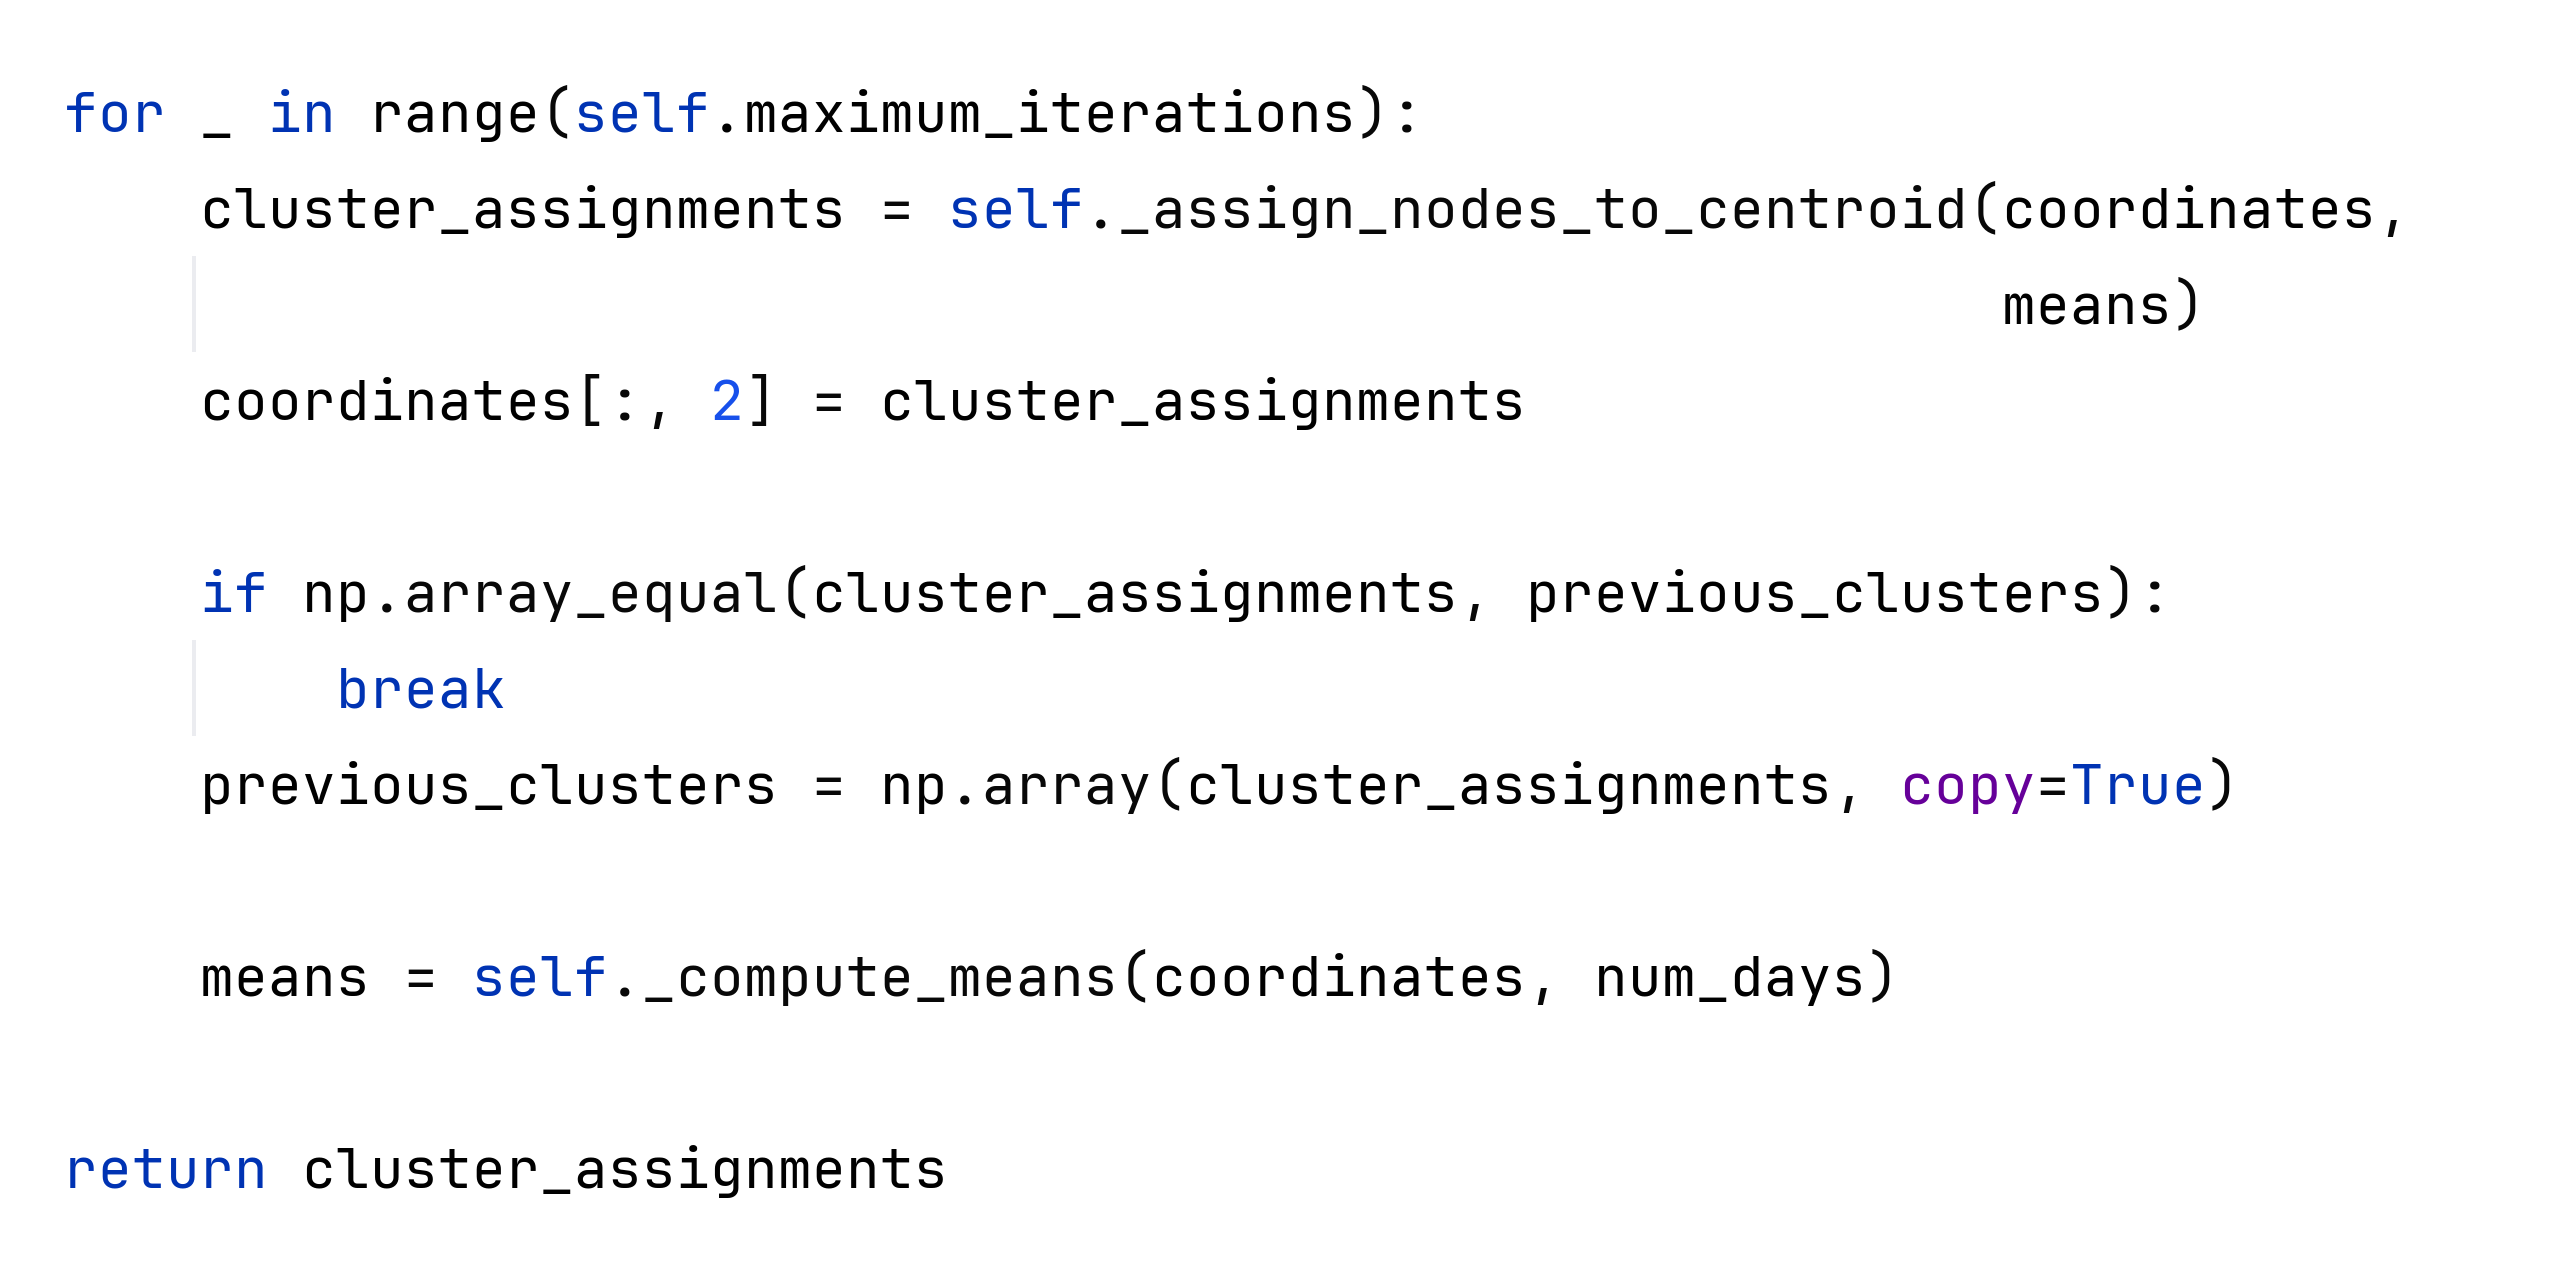 for _ in range(self.maximum_iterations):
    cluster_assignments = self._assign_nodes_to_centroid(coordinates,
                                                         means)
    coordinates[:, 2] = cluster_assignments

    if np.array_equal(cluster_assignments, previous_clusters):
        break
    previous_clusters = np.array(cluster_assignments, copy=True)

    means = self._compute_means(coordinates, num_days)

return cluster_assignments